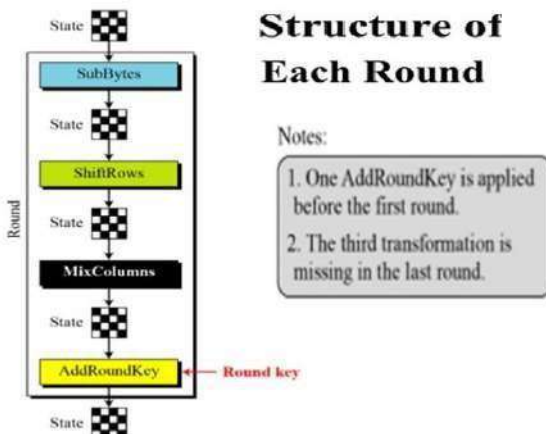 Structure of
Each Round
State
SubBytes
State
ShiftRows
State
MixColumns
State
AddRoundKey
Round key
State
Round
Notes:
1. One AddRoundKey is applied
before the first round.
2. The third transformation is
missing in the last round.